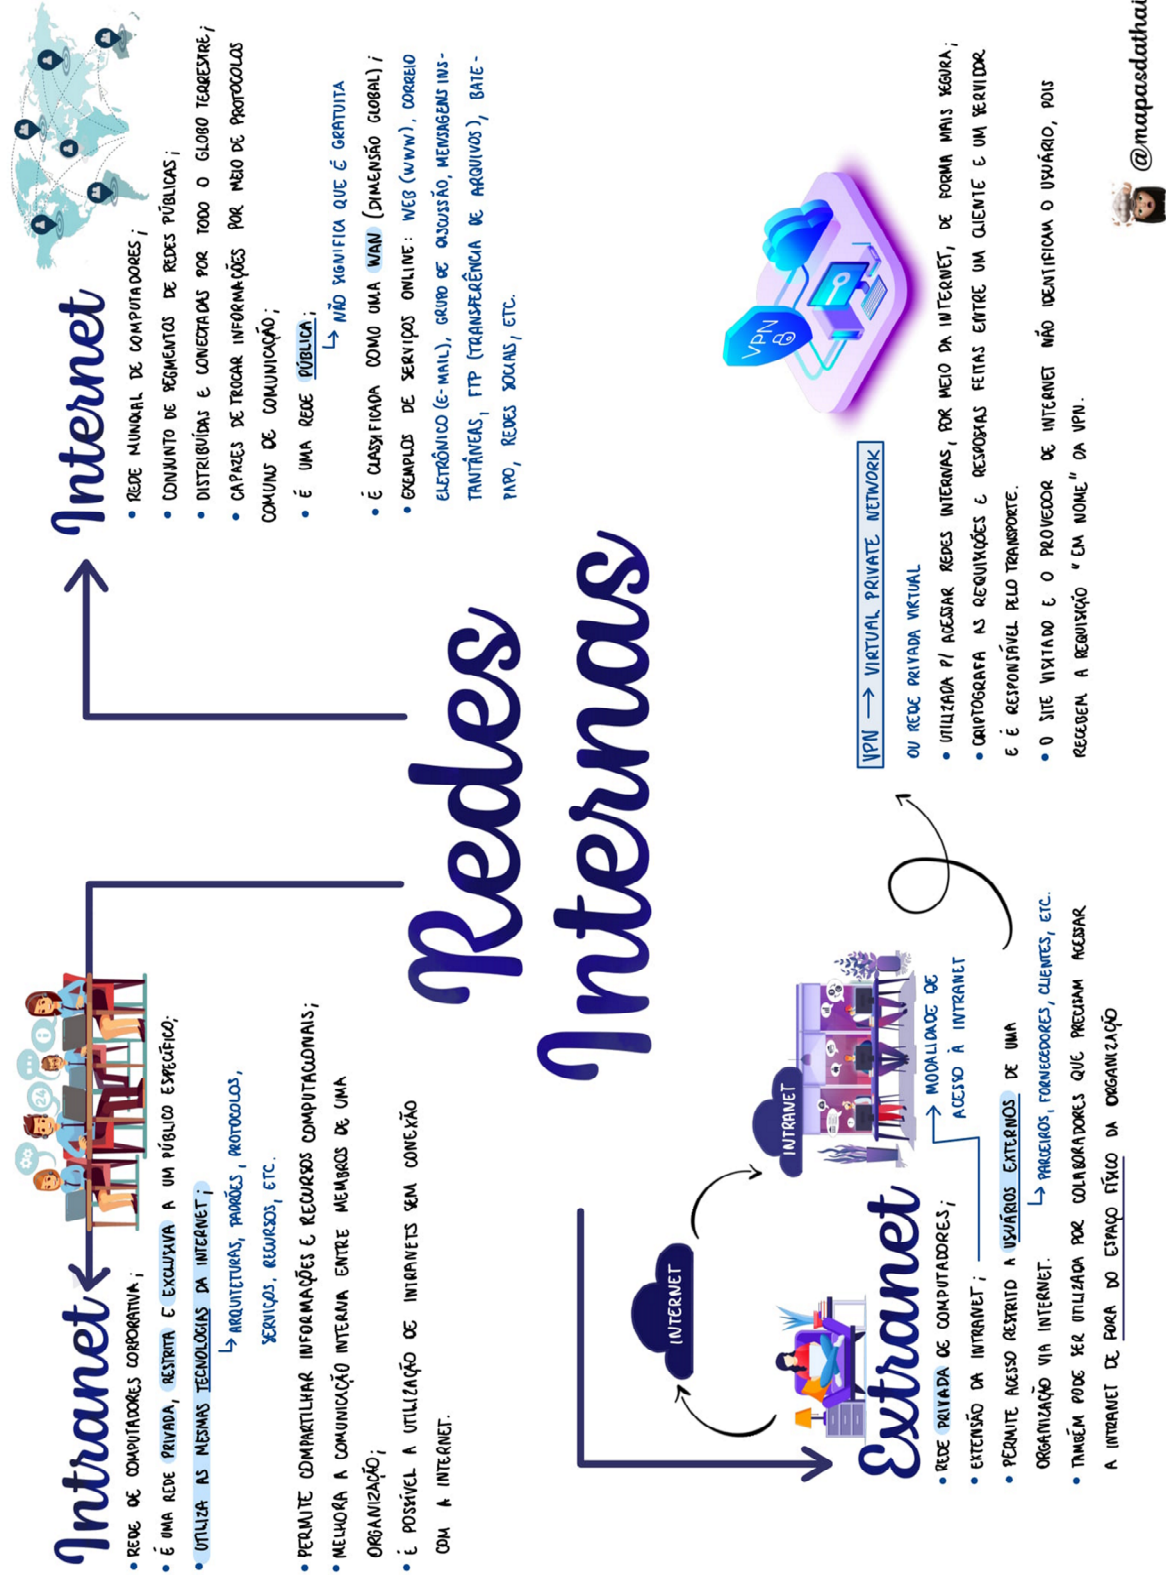 Redes
Internas
Intranet
• REDE DE COMPUTADORES CORPORATIVA;
• É UMA REDE PRIVADA, RESTRITA E EXCLUSIVA A UM PÚBLICO ESPECÍFICO;
• UTILIZA AS MESMAS TECNOLOGIAS DA INTERNET;
↳ ARQUITETURAS, PADRÕES, PROTOCOLOS,
SERVIÇOS, RECURSOS, ETC.
• PERMITE COMPARTILHAR INFORMAÇÕES E RECURSOS COMPUTACIONAIS;
• MELHORA A COMUNICAÇÃO INTERNA ENTRE MEMBROS DE UMA
ORGANIZAÇÃO;
• É POSSÍVEL A UTILIZAÇÃO DE INTRANETS SEM CONEXÃO
COM A INTERNET.
24
Internet
• REDE MUNDIAL DE COMPUTADORES;
• CONJUNTO DE SEGMENTOS DE REDES PÚBLICAS;
• DISTRIBUÍDAS E CONECTADAS POR TODO O GLOBO TERRESTRE;
• CAPAZES DE TROCAR INFORMAÇÕES POR MEIO DE PROTOCOLOS
COMUNS DE COMUNICAÇÃO;
• É UMA REDE PÚBLICA;
↳ NÃO SIGNIFICA QUE É GRATUITA
• É CLASSIFICADA COMO UMA WAN (DIMENSÃO GLOBAL);
• EXEMPLOS DE SERVIÇOS ONLINE: WEB (WWW), CORREIO
ELETRÔNICO (E-MAIL), GRUPO DE DISCUSSÃO, MENSAGENS INS-
TANTÂNEAS, FTP (TRANSFERÊNCIA DE ARQUIVOS), BATE-
PAPO, REDES SOCIAIS, ETC.
INTERNET
INTRANET
Extranet
• REDE PRIVADA DE COMPUTADORES;
• EXTENSÃO DA INTRANET;
→ MODALIDADE DE
ACESSO À INTRANET
• PERMITE ACESSO RESTRITO A USUÁRIOS EXTERNOS DE UMA
ORGANIZAÇÃO VIA INTERNET.
↳ PARCEIROS, FORNECEDORES, CLIENTES, ETC.
• TAMBÉM PODE SER UTILIZADA POR COLABORADORES QUE PRECISAM ACESSAR
A INTRANET DE FORA DO ESPAÇO FÍSICO DA ORGANIZAÇÃO
VPN
VPN → VIRTUAL PRIVATE NETWORK
OU REDE PRIVADA VIRTUAL
• UTILIZADA P/ ACESSAR REDES INTERNAS, POR MEIO DA INTERNET, DE FORMA MAIS SEGURA;
• CRIPTOGRAFA AS REQUISIÇÕES E RESPOSTAS FEITAS ENTRE UM CLIENTE E UM SERVIDOR
E É RESPONSÁVEL PELO TRANSPORTE.
• O SITE VISITADO E O PROVEDOR DE INTERNET NÃO IDENTIFICAM O USUÁRIO, POIS
RECEBEM A REQUISIÇÃO "EM NOME" DA VPN.
@mapasdathai